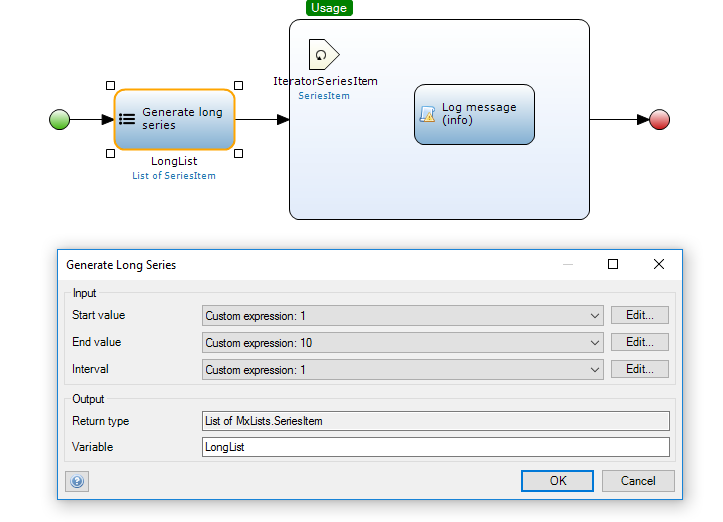 Usage
IteratorSeriesItem
SeriesItem
Generate long
series
LongList
List of SeriesItem
Log message
(info)
Generate Long Series
Input
Start value
Custom expression: 1
Edit...
End value
Custom expression: 10
Edit...
Interval
Custom expression: 1
Edit...
Output
Return type
List of MxLists.SeriesItem
Variable
LongList
?
OK
Cancel